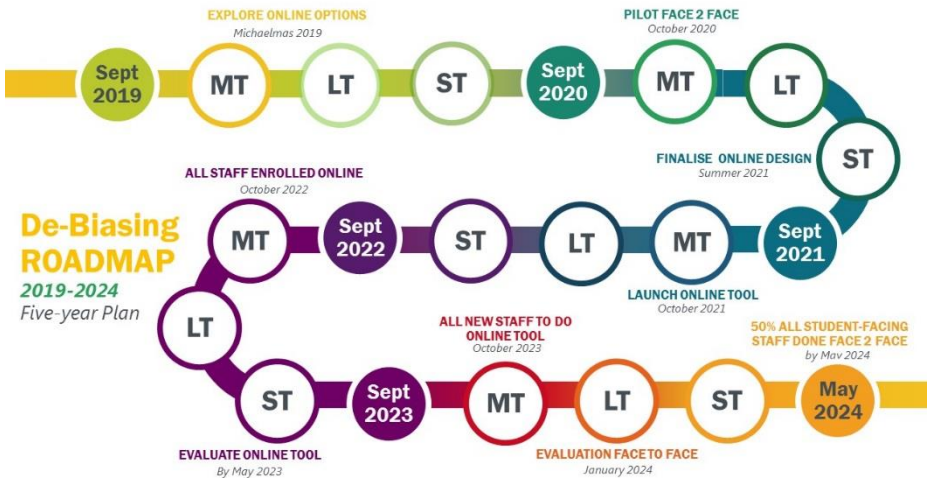 EXPLORE ONLINE OPTIONS
Michaelmas 2019
PILOT FACE 2 FACE
October 2020
Sept
2019
MT
LT
ST
Sept
2020
MT
LT
ST
FINALISE ONLINE DESIGN
Summer 2021
ALL STAFF ENROLLED ONLINE
October 2022
De-Biasing
ROADMAP
2019-2024
Five-year Plan
MT
Sept
2022
ST
LT
MT
Sept
2021
LAUNCH ONLINE TOOL
October 2021
LT
ALL NEW STAFF TO DO
ONLINE TOOL
October 2023
50% ALL STUDENT-FACING
STAFF DONE FACE 2 FACE
by May 2024
ST
Sept
2023
MT
LT
ST
May
2024
EVALUATE ONLINE TOOL
By May 2023
EVALUATION FACE TO FACE
January 2024